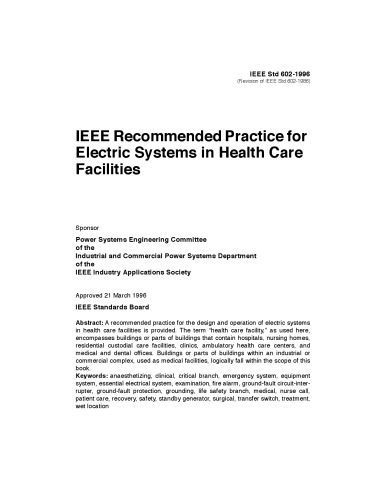 IEEE Std 602-1996
(Revision of IEEE Std 602-1986)
IEEE Recommended Practice for
Electric Systems in Health Care
Facilities
Sponsor
Power Systems Engineering Committee
of the
Industrial and Commercial Power Systems Department
of the
IEEE Industry Applications Society
Approved 21 March 1996
IEEE Standards Board
Abstract: A recommended practice for the design and operation of electric systems
in health care facilities is provided. The term “health care facility,” as used here,
encompasses buildings or parts of buildings that contain hospitals, nursing homes,
residential custodial care facilities, clinics, ambulatory health care centers, and
medical and dental offices. Buildings or parts of buildings within an industrial or
commercial complex, used as medical facilities, logically fall within the scope of this
book.
Keywords: anaesthetizing, clinical, critical branch, emergency system, equipment
system, essential electrical system, examination, fire alarm, ground-fault circuit-inter-
rupter, ground-fault protection, grounding, life safety branch, medical, nurse call,
patient care, recovery, safety, standby generator, surgical, transfer switch, treatment,
wet location